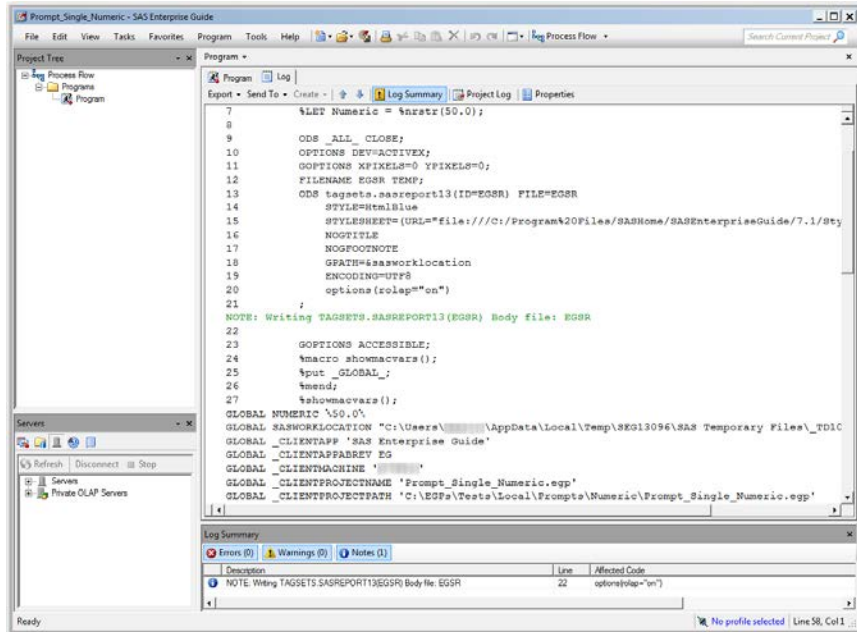 Prompt_Single_Numeric - SAS Enterprise Guide
File Edit View Tasks Favorites Program Tools Help Process Flow Search Current Project
Project Tree
Process Flow
Programs
Program
Program
Program Log
Export Send To Create Log Summary Project Log Properties
7 %LET Numeric = %nrstr(50.0);
8
9 ODS _ALL_ CLOSE;
10 OPTIONS DEV=ACTIVEX;
11 GOPTIONS XPIXELS=0 YPIXELS=0;
12 FILENAME EGSR TEMP;
13 ODS tagsets.sasreport13(ID=EGSR) FILE=EGSR
14 STYLE=HtmlBlue
15 STYLESHEET=(URL="file:///C:/Program%20Files/SASHome/SASEnterpriseGuide/7.1/Sty
16 NOGTITLE
17 NOGFOOTNOTE
18 GPATH=&sasworklocation
19 ENCODING=UTF8
20 options(rolap="on")
21 ;
NOTE: Writing TAGSETS.SASREPORT13(EGSR) Body file: EGSR
22
23 GOPTIONS ACCESSIBLE;
24 %macro showmacvars();
25 %put _GLOBAL_;
26 %mend;
27 %showmacvars();
GLOBAL NUMERIC %50.0%
GLOBAL SASWORKLOCATION "C:\Users\ \AppData\Local\Temp\SEG13096\SAS Temporary Files\_TD10
GLOBAL _CLIENTAPP 'SAS Enterprise Guide'
GLOBAL _CLIENTAPPABREV EG
GLOBAL _CLIENTMACHINE ' '
GLOBAL _CLIENTPROJECTNAME 'Prompt_Single_Numeric.egp'
GLOBAL _CLIENTPROJECTPATH 'C:\EGPs\Tests\Local\Prompts\Numeric\Prompt_Single_Numeric.egp'
Servers
Refresh Disconnect Stop
Servers
Private OLAP Servers
Log Summary
Errors (0) Warnings (0) Notes (1)
Description Line Affected Code
NOTE: Writing TAGSETS.SASREPORT13(EGSR) Body file: EGSR 22 options(rolap="on")
Ready No profile selected Line 58, Col 1